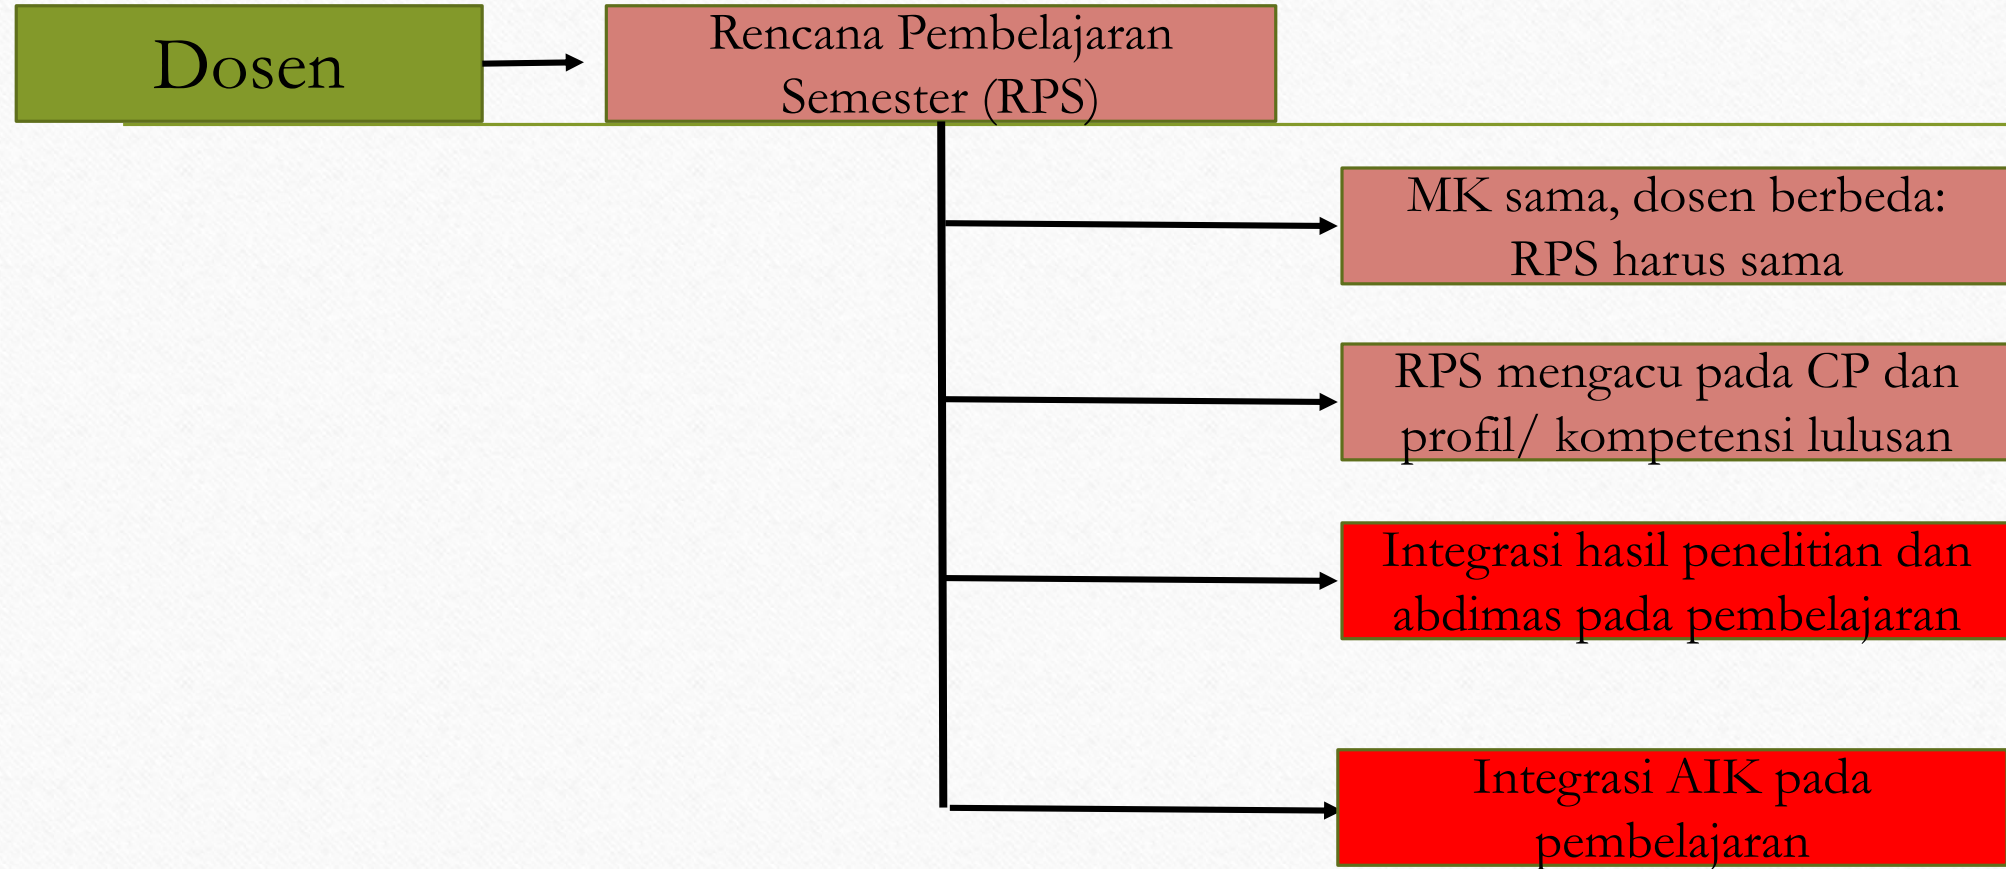 Dosen
Rencana Pembelajaran
Semester (RPS)
MK sama, dosen berbeda:
RPS harus sama
RPS mengacu pada CP dan
profil/ kompetensi lulusan
Integrasi hasil penelitian dan
abdimas pada pembelajaran
Integrasi AIK pada
pembelajaran